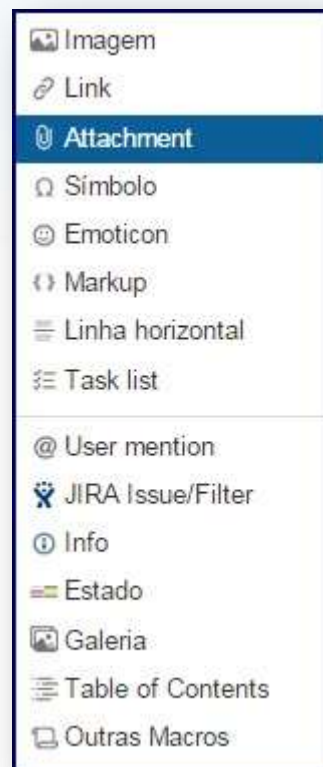 Imagem
Link
Attachment
Símbolo
Emoticon
Markup
Linha horizontal
Task list
User mention
JIRA Issue/Filter
Info
Estado
Galeria
Table of Contents
Outras Macros